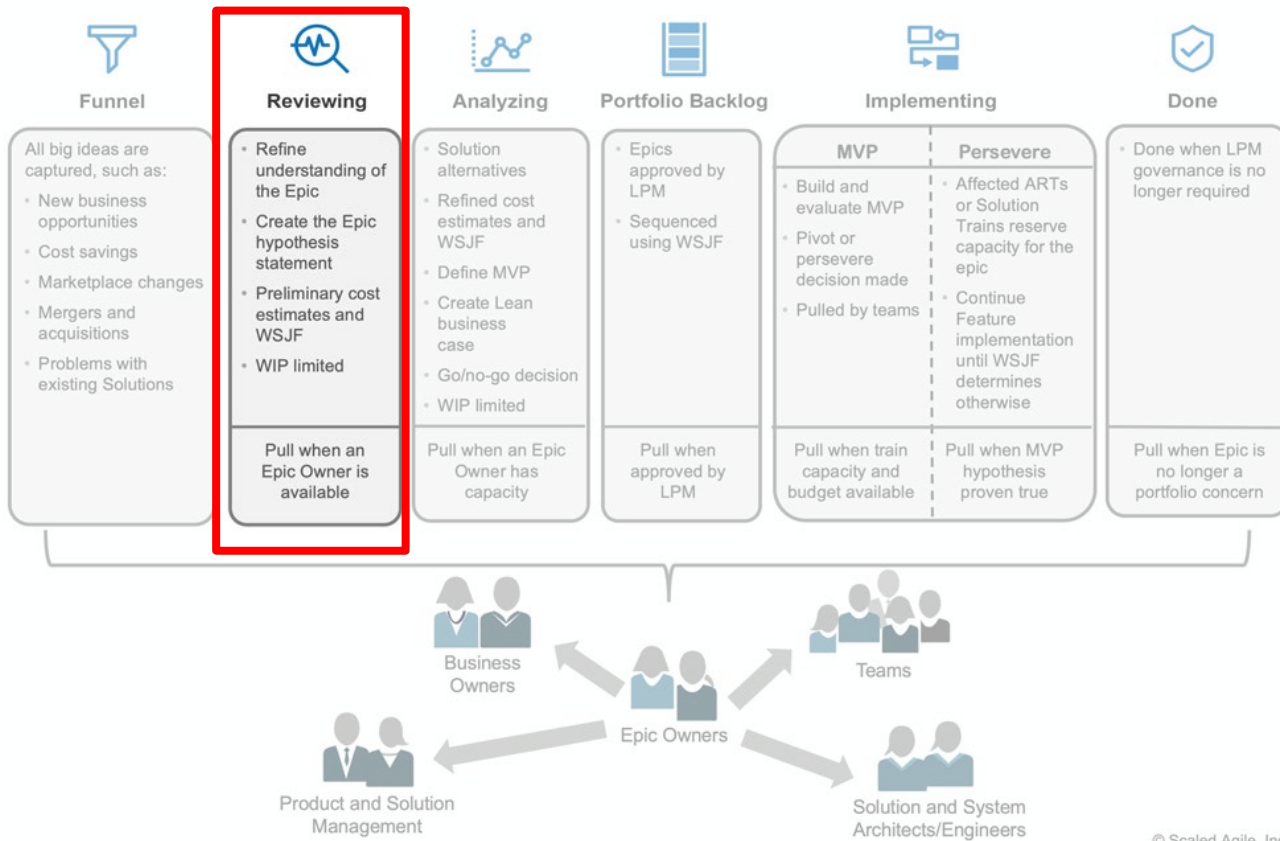 Funnel
Reviewing
Analyzing
Portfolio Backlog
Implementing
Done
All big ideas are
captured, such as:
• New business
opportunities
• Cost savings
• Marketplace changes
• Mergers and
acquisitions
• Problems with
existing Solutions
• Refine
understanding of
the Epic
• Create the Epic
hypothesis
statement
• Preliminary cost
estimates and
WSJF
• WIP limited
Pull when an
Epic Owner is
available
• Solution
alternatives
• Refined cost
estimates and
WSJF
• Define MVP
• Create Lean
business
case
• Go/no-go decision
• WIP limited
Pull when an Epic
Owner has
capacity
• Epics
approved by
LPM
• Sequenced
using WSJF
Pull when
approved by
LPM
MVP
• Build and
evaluate MVP
• Pivot or
persevere
decision made
• Pulled by teams
Pull when train
capacity and
budget available
Persevere
• Affected ARTs
or Solution
Trains reserve
capacity for the
epic
• Continue
Feature
implementation
until WSJF
determines
otherwise
Pull when MVP
hypothesis
proven true
• Done when LPM
governance is no
longer required
Pull when Epic is
no longer a
portfolio concern
Business
Owners
Teams
Epic Owners
Product and Solution
Management
Solution and System
Architects/Engineers
© Scaled Agile, Inc